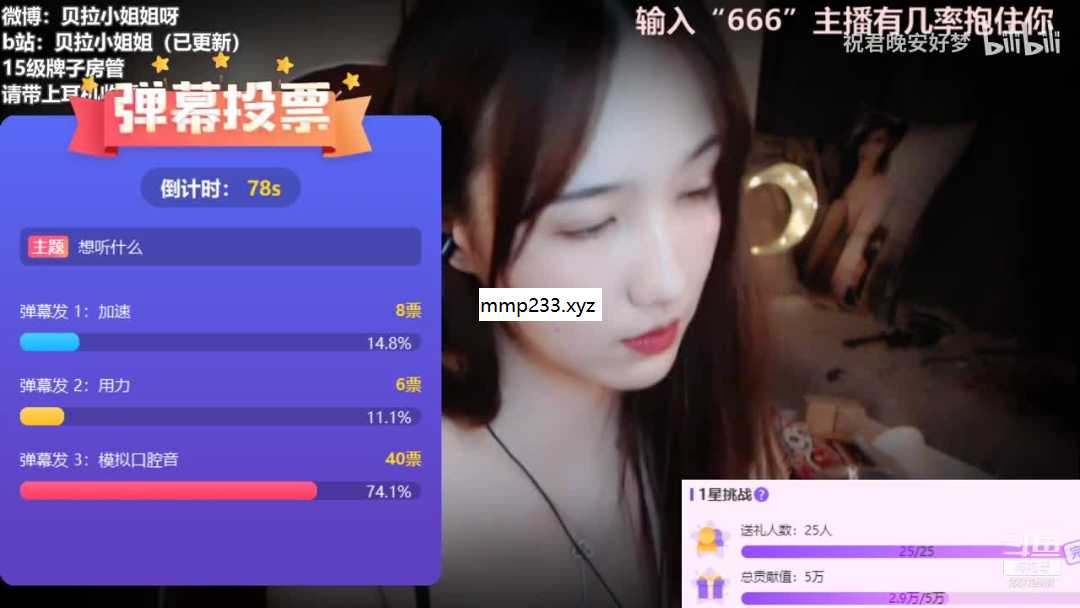 微博：贝拉小姐姐呀
b站：贝拉小姐姐（已更新）
15级牌子房管
请带上耳机
输入“666”主播有几率抱住你
祝君晚安好梦
bilibili
弹幕投票
倒计时： 78s
主题 想听什么
弹幕发 1：加速 8票
14.8%
弹幕发 2：用力 6票
11.1%
弹幕发 3：模拟口腔音 40票
74.1%
mmp233.xyz
1星挑战?
送礼人数：25人
25/25
总贡献值：5万
2.9万/5万